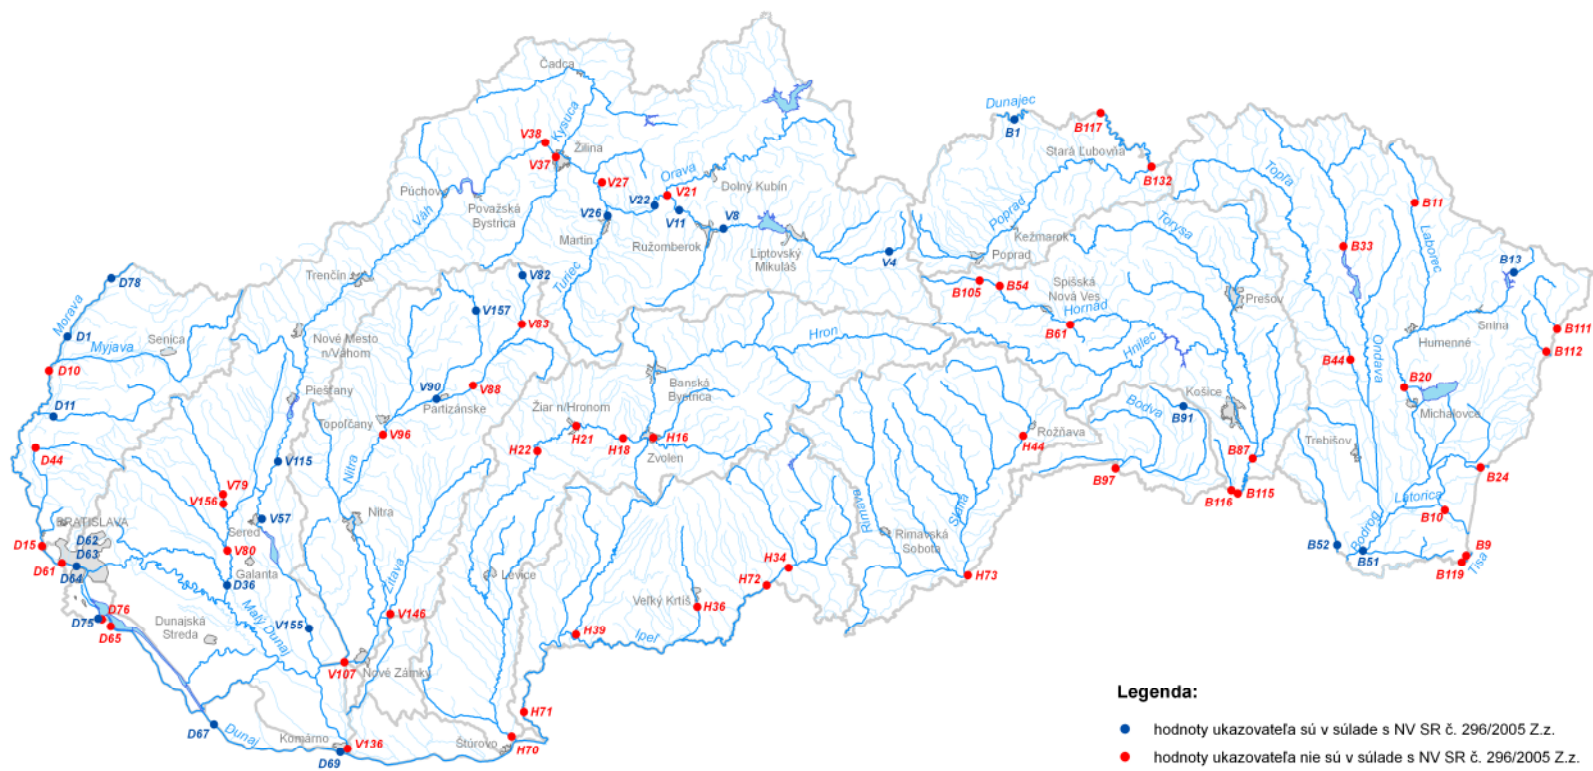 Čadca
Dunajec
B1
B117
V38
Kysuca
V37
Žilina
Stará Ľubovňa
B132
Topľa
V27
Orava
V21
Dolný Kubín
Púchov
Váh
Považská
Bystrica
V22
V11
V8
V26
Martin
Ružomberok
Liptovský
Mikuláš
V4
Poprad
Kežmarok
Poprad
Torysa
B11
Laborec
B33
B13
Trenčín
Turiec
V82
D78
Morava
D1
Myjava
Senica
V157
V83
B105
B54
Spišská
Nová Ves
Hornád
B61
Prešov
Ondava
Snina
B111
B112
Humenné
Nové Mesto
n/Váhom
Hron
Hnilec
B44
D10
D11
Piešťany
V90
V88
Partizánske
Banská
Bystrica
Košice
Bodva
B91
B20
Michalovce
Topoľčany
V96
Žiar n/Hronom
H21
H22
H18
H16
Zvolen
H44
Rožňava
Trebišov
D44
V115
Nitra
V79
V156
B97
B87
B116
B115
B24
Latorica
B10
BRATISLAVA
D62
D63
D15
D61
D64
Sereď
V57
Nitra
V80
Galanta
D36
Rimava
Slaná
Rimavská
Sobota
B52
Bodrog
B51
B9
B119
Tisa
Levice
Žitava
H34
H72
H73
D76
D75
D65
Dunajská
Streda
Malý Dunaj
V155
V146
Veľký Krtíš
H36
H39
Ipeľ
V107
Nové Zámky
D67
Dunaj
Komárno
V136
D69
Štúrovo
H71
H70
Legenda:
hodnoty ukazovateľa sú v súlade s NV SR č. 296/2005 Z.z.
hodnoty ukazovateľa nie sú v súlade s NV SR č. 296/2005 Z.z.